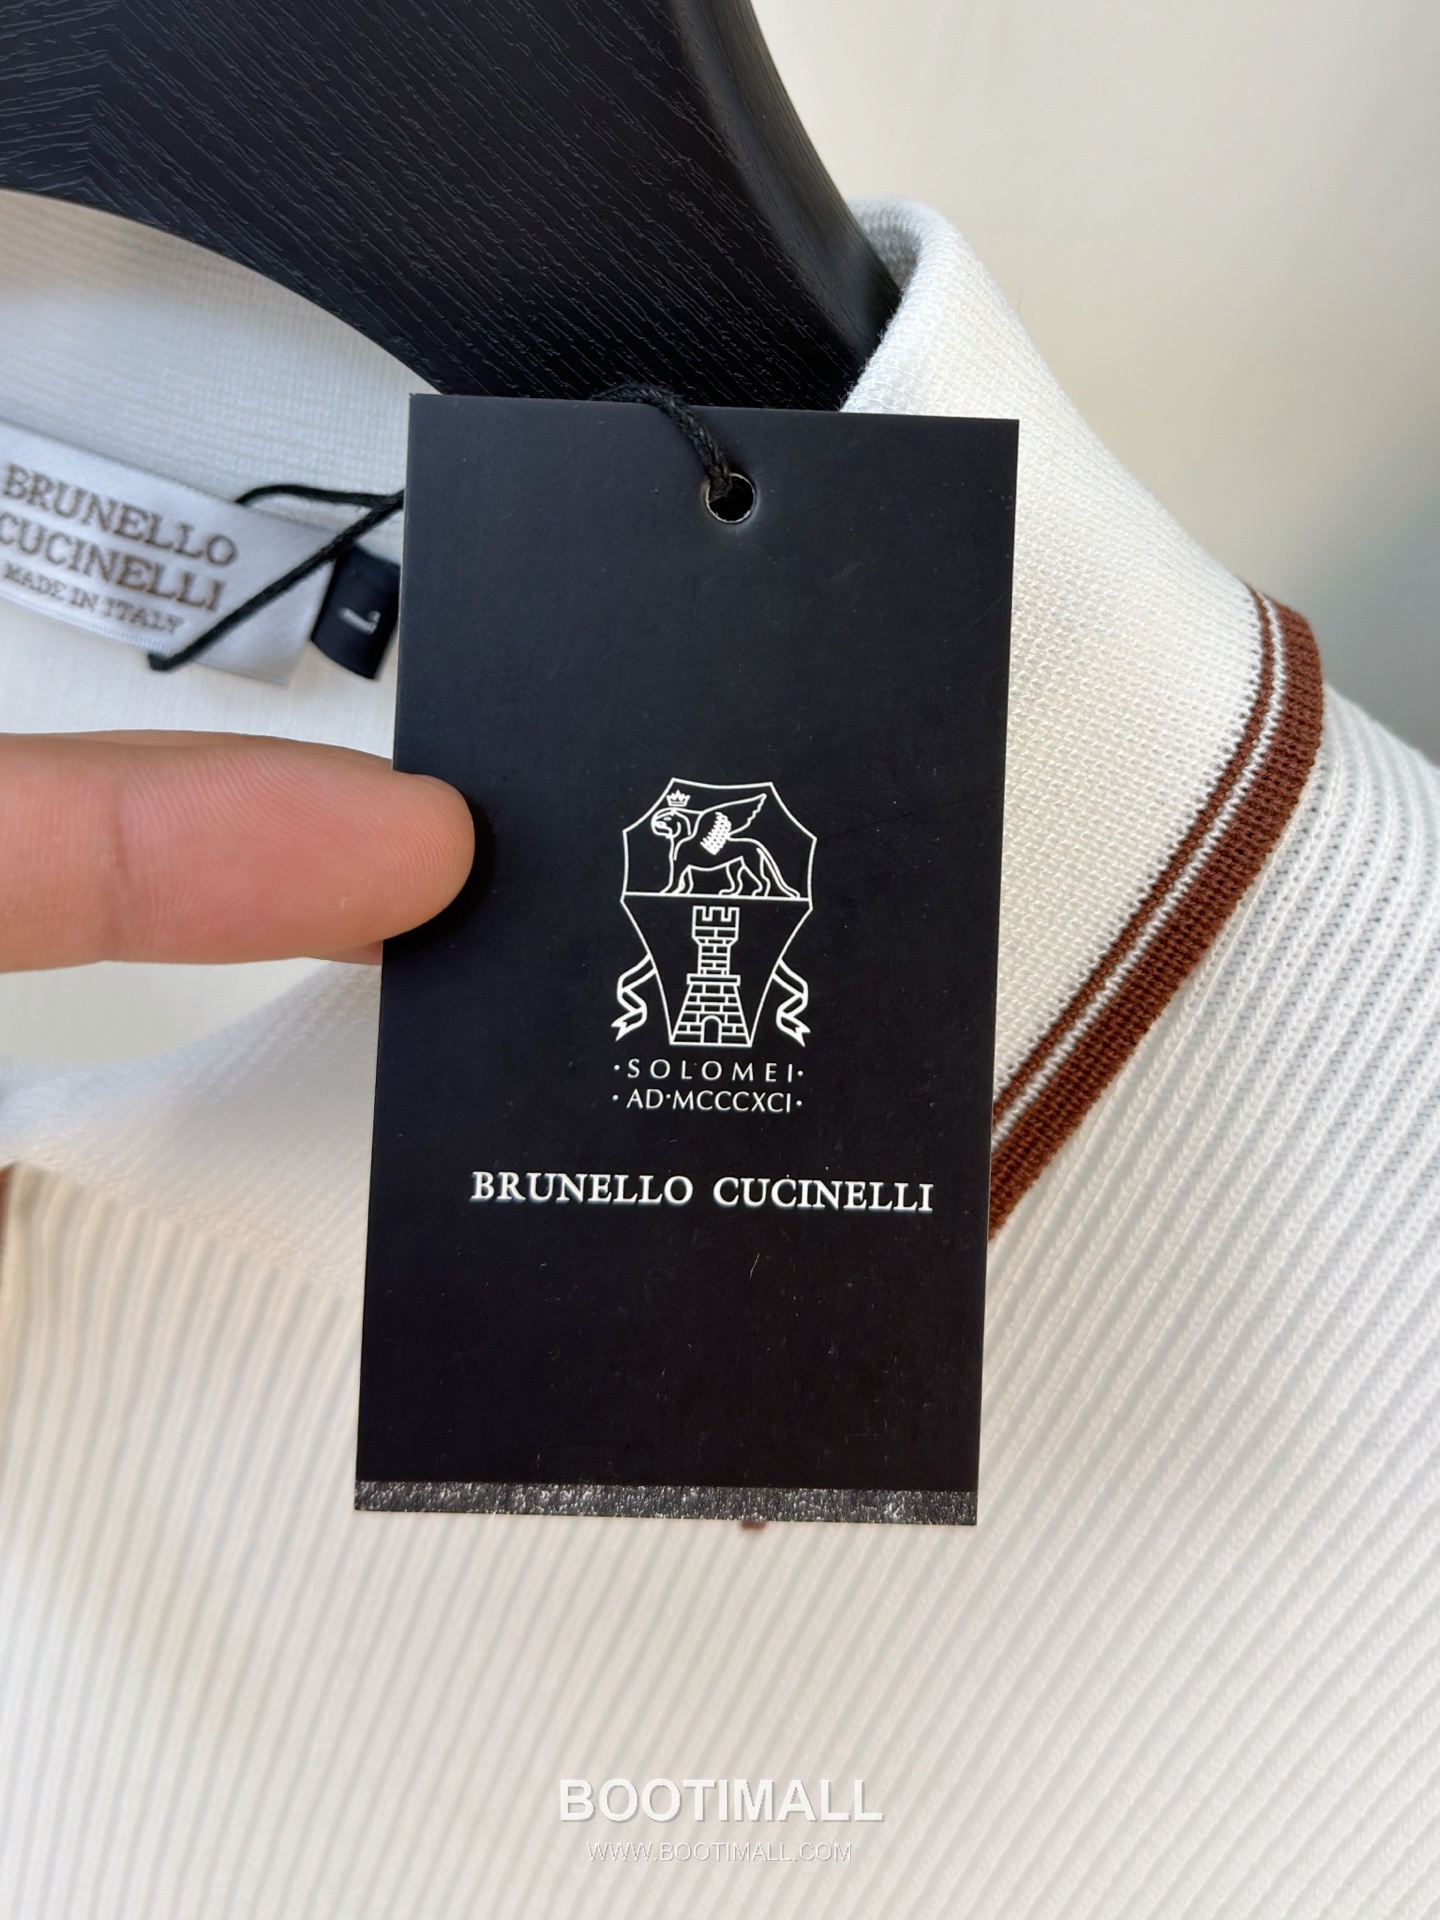 BRUNELLO
CUCINELLI
MADE IN ITALY
L
·SOLOMEI·
·AD·MCCCXCI·
BRUNELLO CUCINELLI
BOOTIMALL
WWW.BOOTIMALL.COM